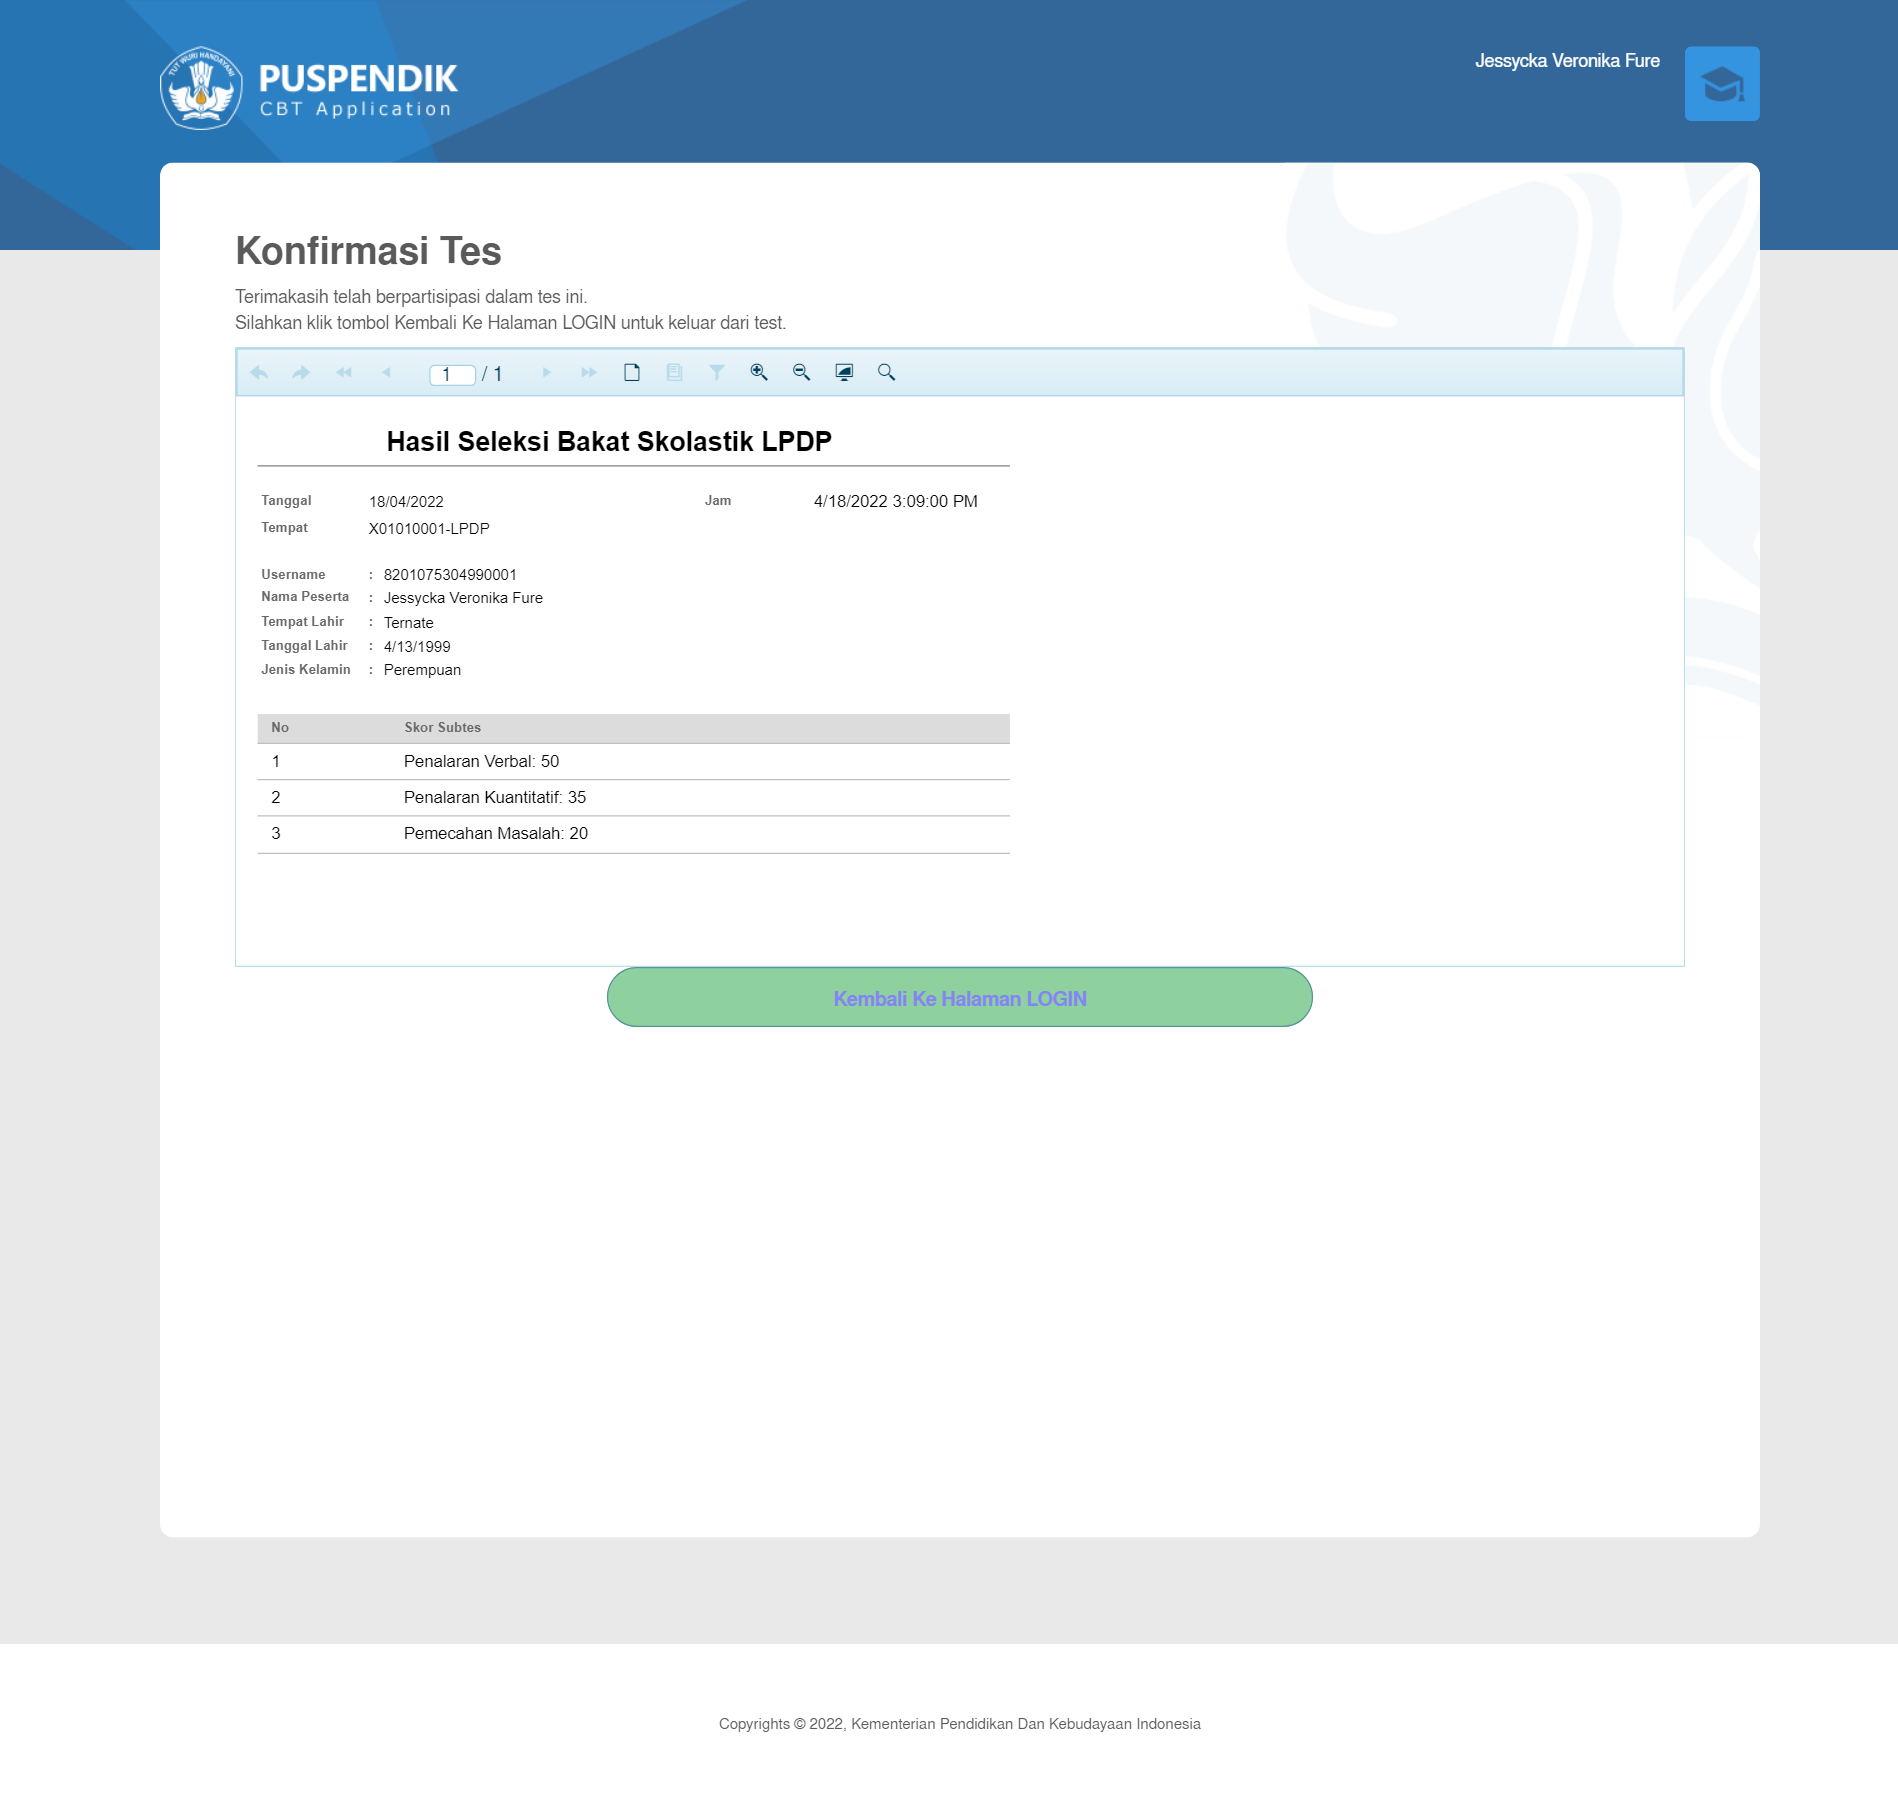 TUT WURI HANDAYANI
PUSPENDIK
CBT Application
Jessycka Veronika Fure
Konfirmasi Tes
Terimakasih telah berpartisipasi dalam tes ini.
Silahkan klik tombol Kembali Ke Halaman LOGIN untuk keluar dari test.
1 / 1
Hasil Seleksi Bakat Skolastik LPDP
Tanggal 18/04/2022 Jam 4/18/2022 3:09:00 PM
Tempat X01010001-LPDP
Username : 8201075304990001
Nama Peserta : Jessycka Veronika Fure
Tempat Lahir : Ternate
Tanggal Lahir : 4/13/1999
Jenis Kelamin : Perempuan
No Skor Subtes
1 Penalaran Verbal: 50
2 Penalaran Kuantitatif: 35
3 Pemecahan Masalah: 20
Kembali Ke Halaman LOGIN
Copyrights © 2022, Kementerian Pendidikan Dan Kebudayaan Indonesia